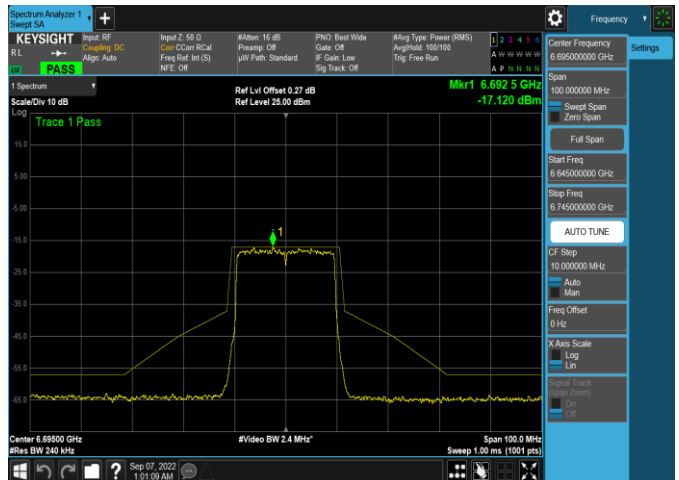 Spectrum Analyzer 1
Swept SA
Frequency
KEYSIGHT
R L
LW
PASS
Input: RF
Coupling: DC
Align: Auto
Input Z: 50 Ω
Corr CCorr RCal
Freq Ref: Int (S)
NFE: Off
#Atten: 16 dB
Preamp: Off
µW Path: Standard
PNO: Best Wide
Gate: Off
IF Gain: Low
Sig Track: Off
#Avg Type: Power (RMS)
Avg|Hold: 100/100
Trig: Free Run
1 2 3 4 5 6
A W W W W W
A P N N N N
1 Spectrum
Scale/Div 10 dB
Log
Ref Lvl Offset 0.27 dB
Ref Level 25.00 dBm
Mkr1 6.692 5 GHz
-17.120 dBm
Trace 1 Pass
15.0
5.00
-5.00
-15.0
-25.0
-35.0
-45.0
-55.0
-65.0
1
Center 6.69500 GHz
#Res BW 240 kHz
#Video BW 2.4 MHz*
Span 100.0 MHz
Sweep 1.00 ms (1001 pts)
Sep 07, 2022
1:01:09 AM
Settings
Center Frequency
6.695000000 GHz
Span
100.000000 MHz
Swept Span
Zero Span
Full Span
Start Freq
6.645000000 GHz
Stop Freq
6.745000000 GHz
AUTO TUNE
CF Step
10.000000 MHz
Auto
Man
Freq Offset
0 Hz
X Axis Scale
Log
Lin
Signal Track
(Span Zoom)
On
Off